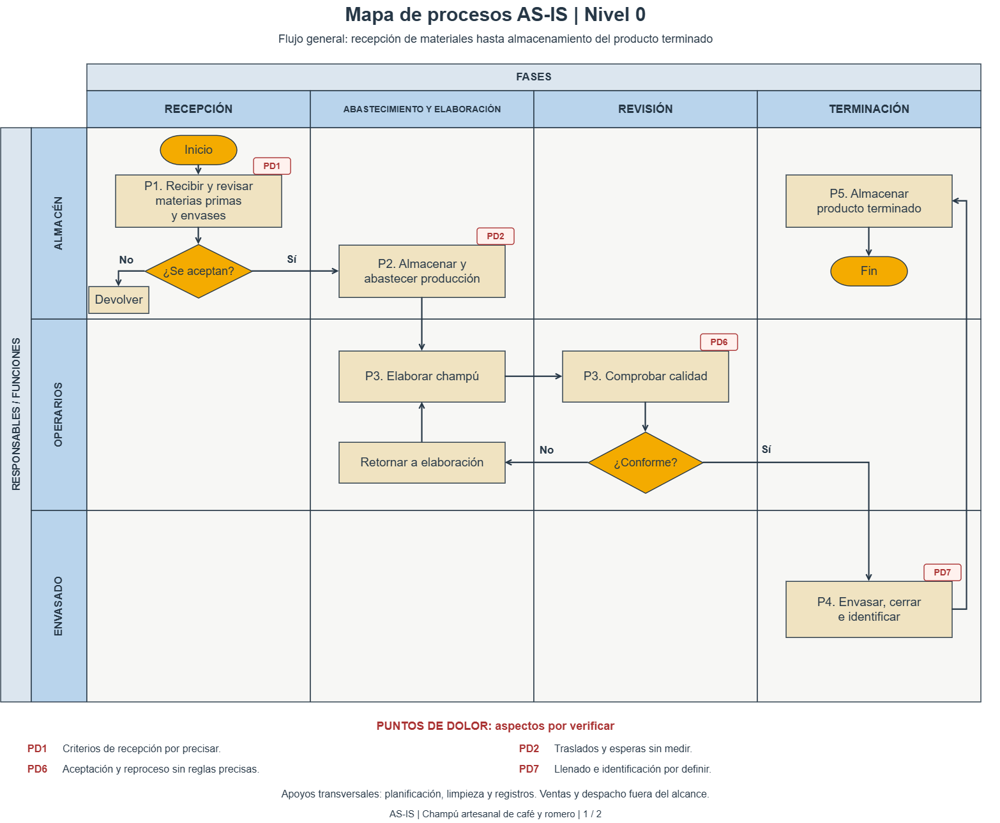 Mapa de procesos AS-IS | Nivel 0
Flujo general: recepción de materiales hasta almacenamiento del producto terminado
FASES
RECEPCIÓN
ABASTECIMIENTO Y ELABORACIÓN
REVISIÓN
TERMINACIÓN
RESPONSABLES / FUNCIONES
ALMACÉN
Inicio
PD1
P1. Recibir y revisar
materias primas
y envases
¿Se aceptan?
No
Sí
Devolver
PD2
P2. Almacenar y
abastecer producción
P5. Almacenar
producto terminado
Fin
OPERARIOS
P3. Elaborar champú
PD6
P3. Comprobar calidad
Retornar a elaboración
No
¿Conforme?
Sí
ENVASADO
PD7
P4. Envasar, cerrar
e identificar
PUNTOS DE DOLOR: aspectos por verificar
PD1 Criterios de recepción por precisar.
PD2 Traslados y esperas sin medir.
PD6 Aceptación y reproceso sin reglas precisas.
PD7 Llenado e identificación por definir.
Apoyos transversales: planificación, limpieza y registros. Ventas y despacho fuera del alcance.
AS-IS | Champú artesanal de café y romero | 1 / 2